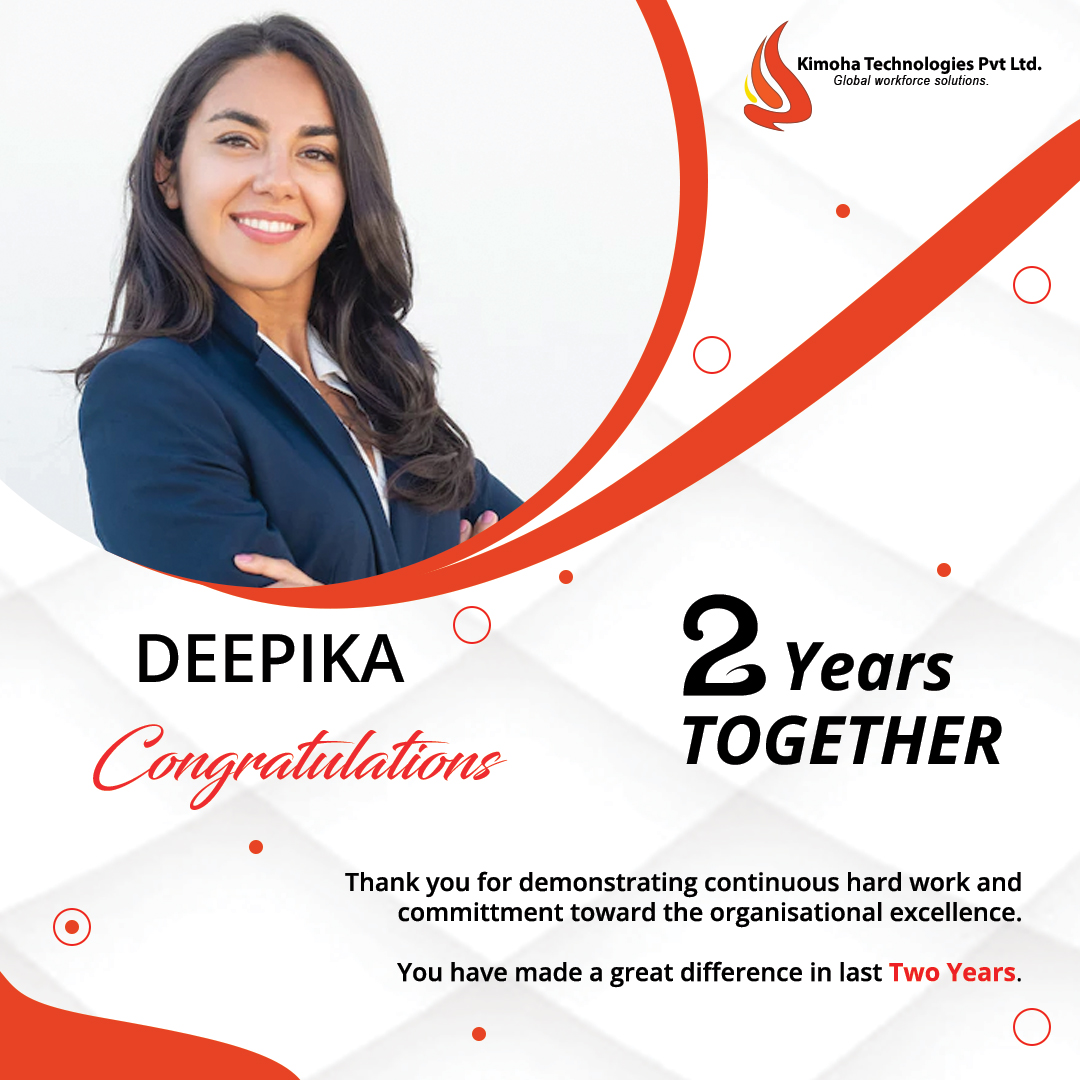 Kimoha Technologies Pvt Ltd.
Global workforce solutions.
DEEPIKA
Congratulations
2 Years
TOGETHER
Thank you for demonstrating continuous hard work and
committment toward the organisational excellence.
You have made a great difference in last Two Years.